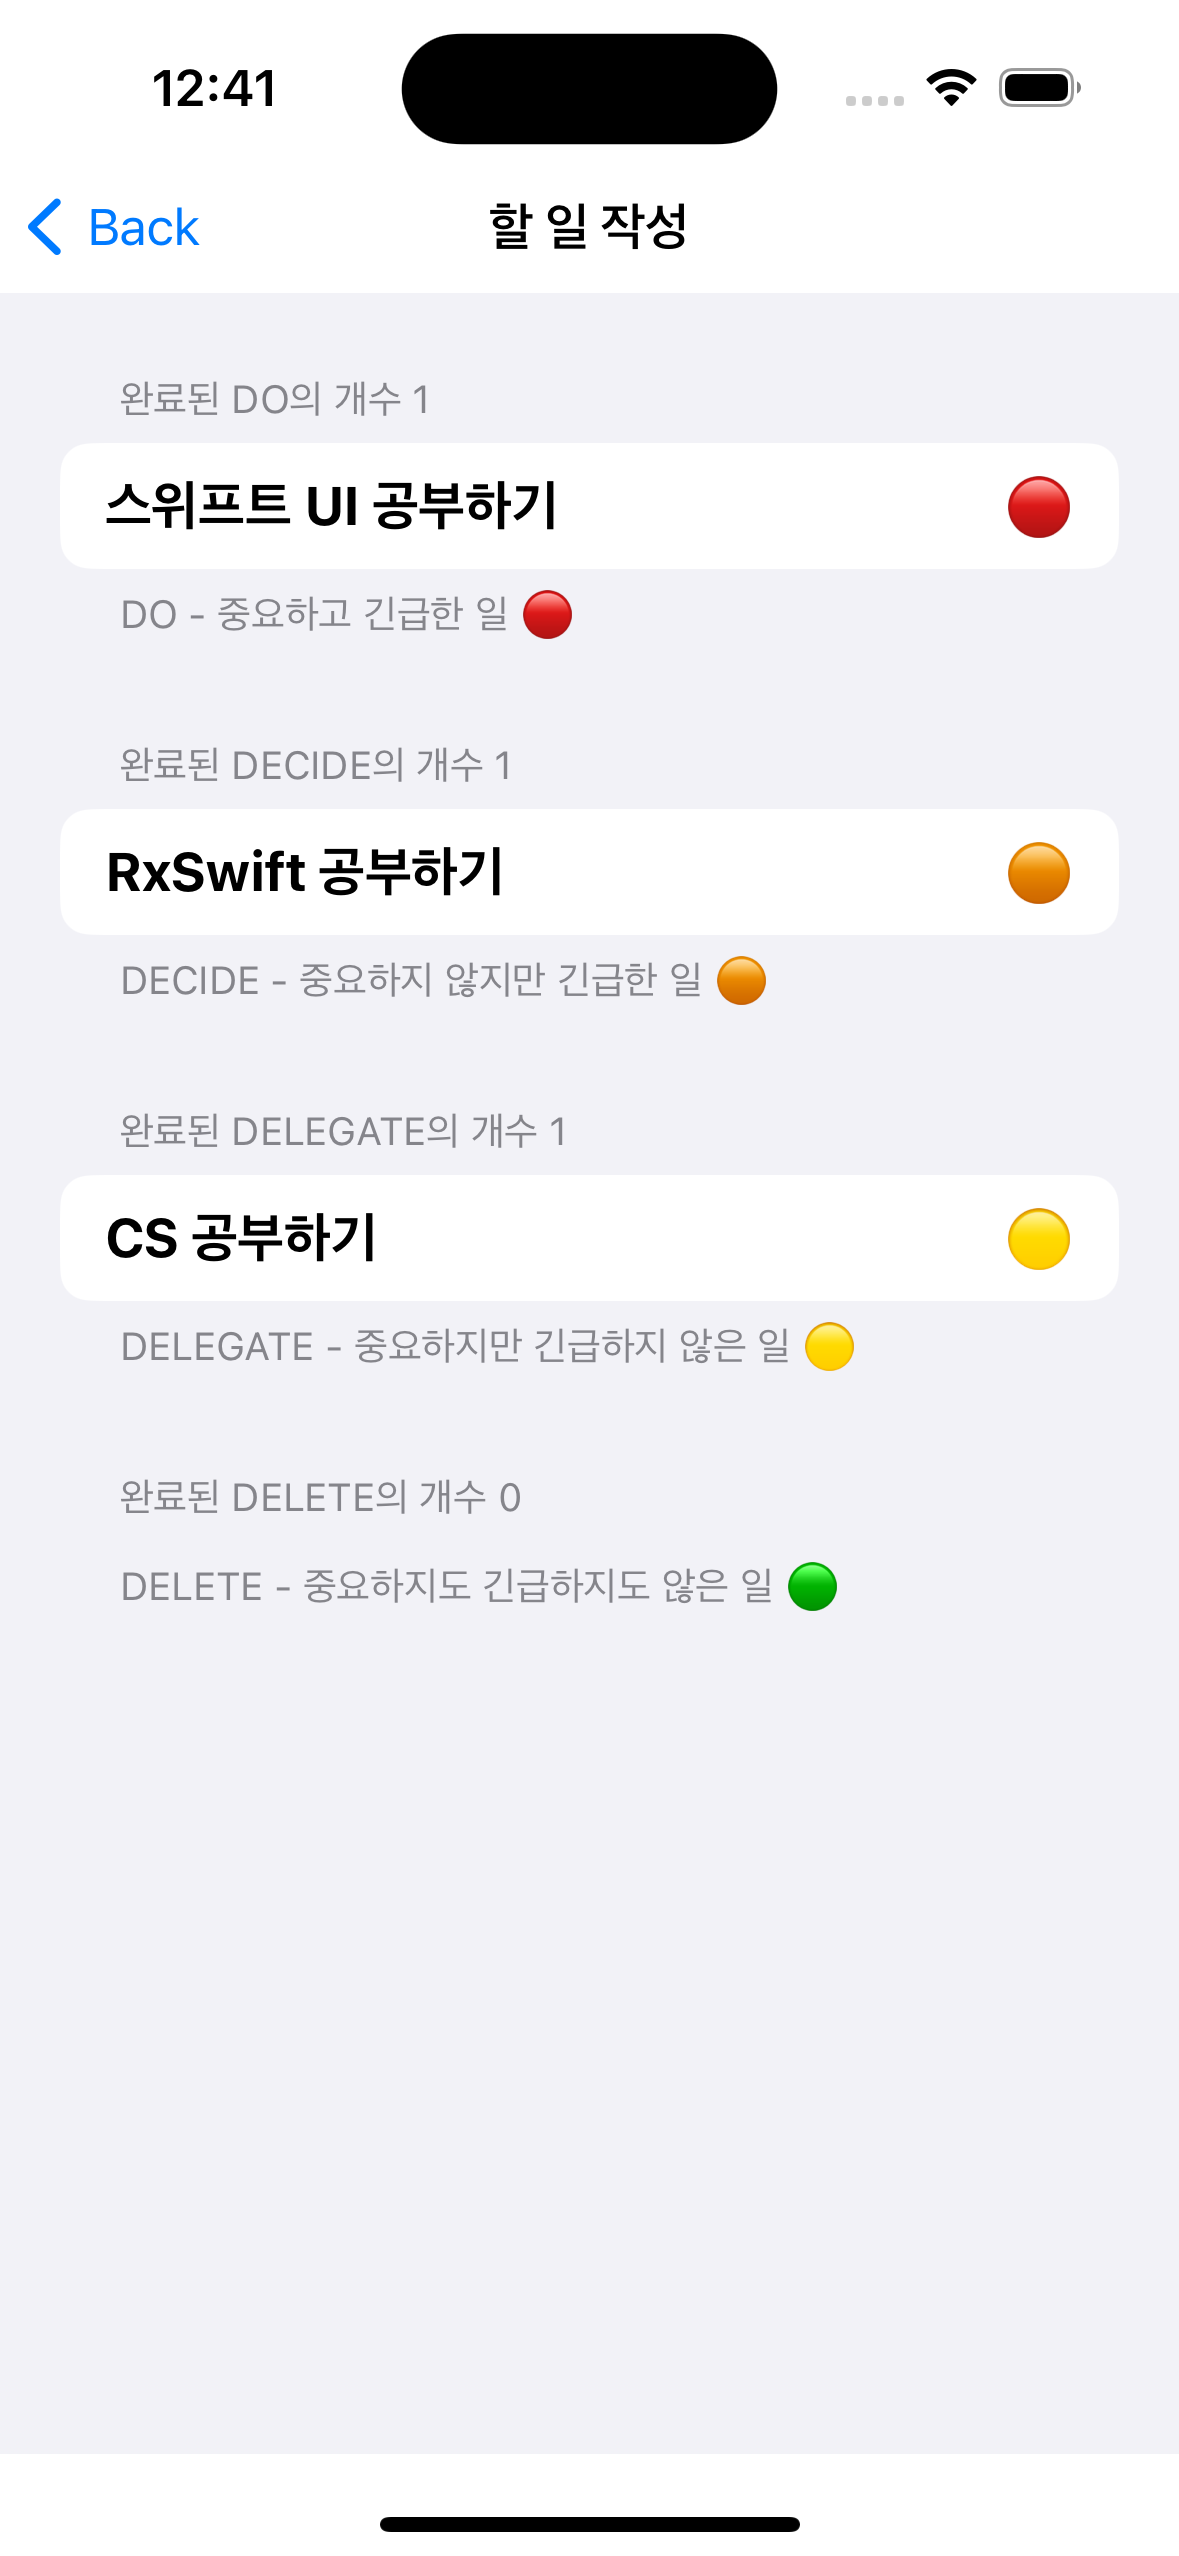 12:41
Back
할 일 작성
완료된 DO의 개수 1
스위프트 UI 공부하기
DO - 중요하고 긴급한 일
완료된 DECIDE의 개수 1
RxSwift 공부하기
DECIDE - 중요하지 않지만 긴급한 일
완료된 DELEGATE의 개수 1
CS 공부하기
DELEGATE - 중요하지만 긴급하지 않은 일
완료된 DELETE의 개수 0
DELETE - 중요하지도 긴급하지도 않은 일